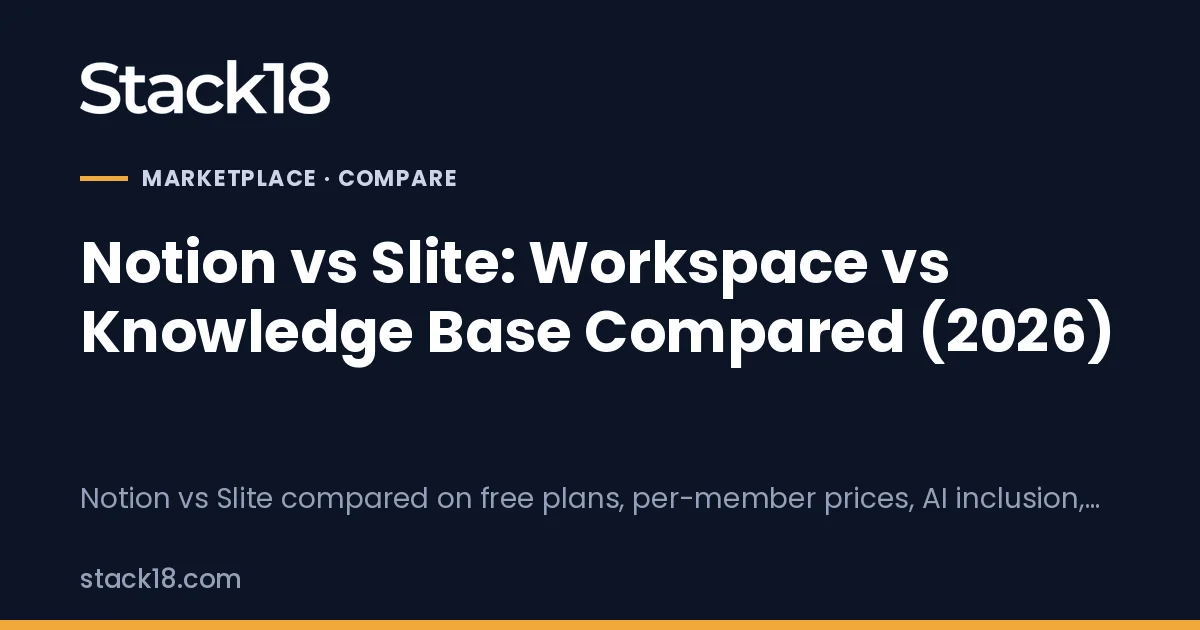 Stack18
MARKETPLACE · COMPARE
Notion vs Slite: Workspace vs
Knowledge Base Compared (2026)
Notion vs Slite compared on free plans, per-member prices, AI inclusion,...
stack18.com